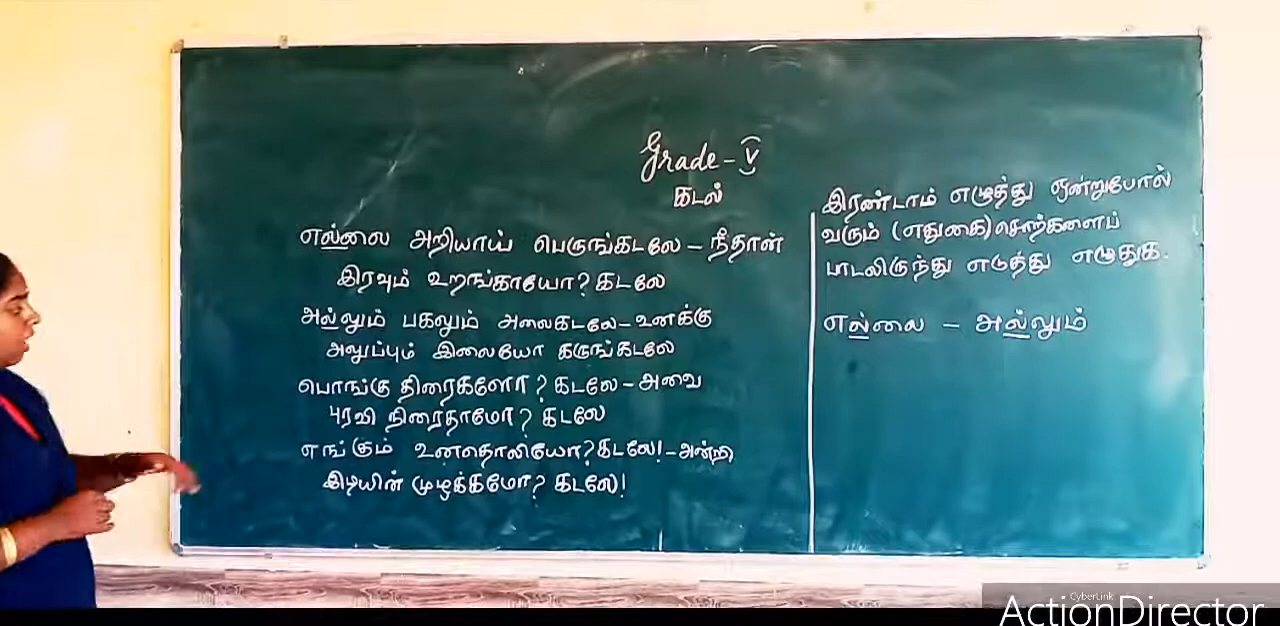 Grade - V
கடல்
எல்லை அறியாய் பெருங்கடலே - நீதான்
இரவும் உறங்காயோ? கடலே
அல்லும் பகலும் அலைகடலே - உனக்கு
அலுப்பும் இலையோ கருங்கடலே
பொங்கு திரைகளோ? கடலே - அவை
புரவி நிரைதாமோ? கடலே
எங்கும் உனதொலியோ? கடலே! - அன்றி
இடியின் முழக்கமோ? கடலே!
இரண்டாம் எழுத்து ஒன்றுபோல்
வரும் (எதுகை) சொற்களைப்
பாடலிருந்து எடுத்து எழுதுக.
எல்லை - அல்லும்
CyberLink
ActionDirector